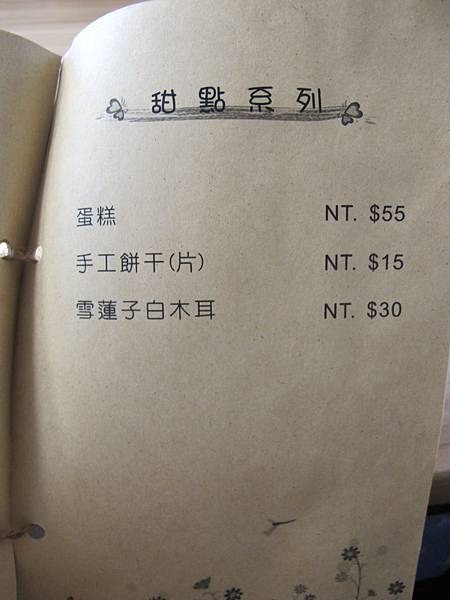 甜點系列
蛋糕 NT. $55
手工餅干(片) NT. $15
雪蓮子白木耳 NT. $30